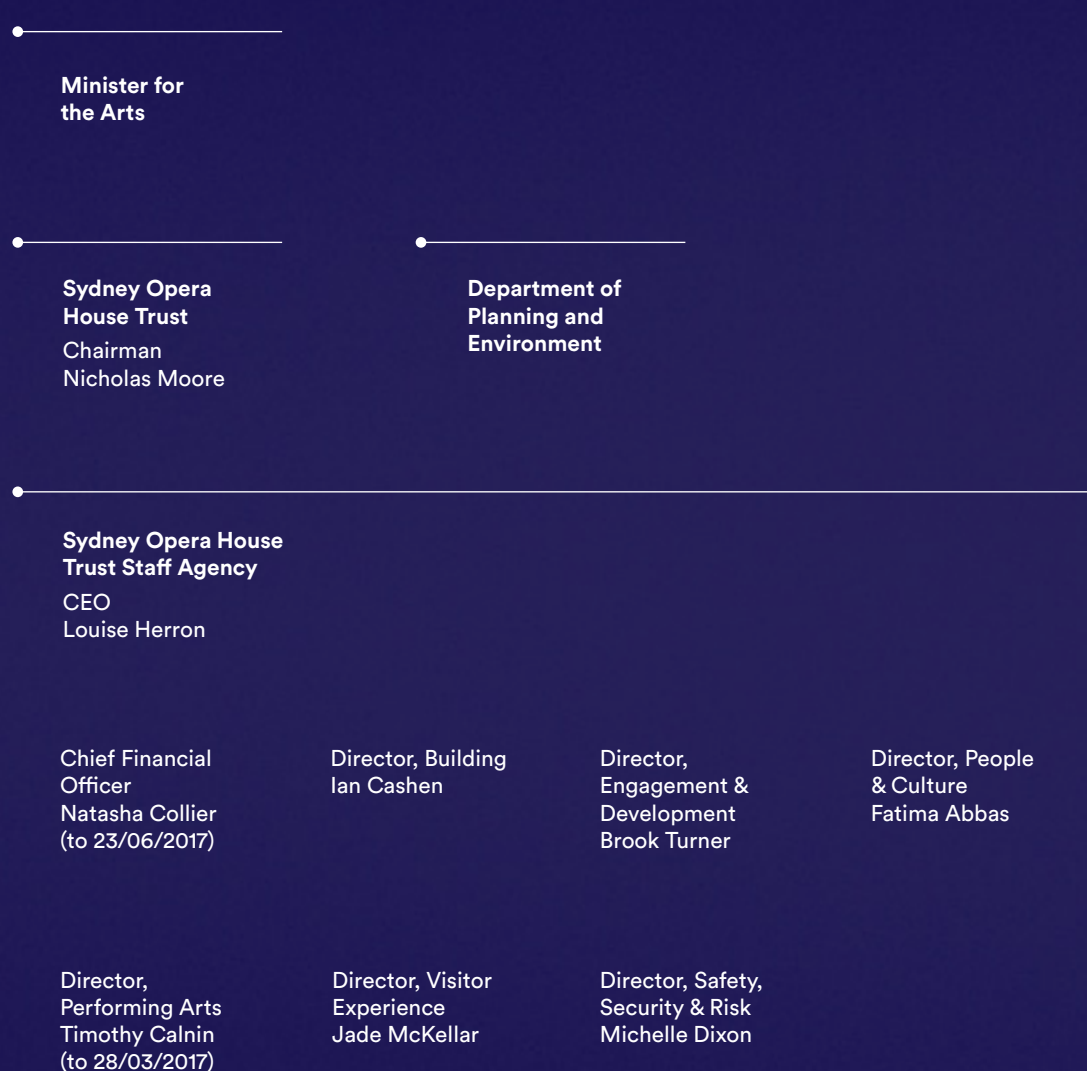 Minister for
the Arts
Sydney Opera
House Trust
Chairman
Nicholas Moore
Department of
Planning and
Environment
Sydney Opera House
Trust Staff Agency
CEO
Louise Herron
Chief Financial
Officer
Natasha Collier
(to 23/06/2017)
Director, Building
Ian Cashen
Director,
Engagement &
Development
Brook Turner
Director, People
& Culture
Fatima Abbas
Director,
Performing Arts
Timothy Calnin
(to 28/03/2017)
Director, Visitor
Experience
Jade McKellar
Director, Safety,
Security & Risk
Michelle Dixon